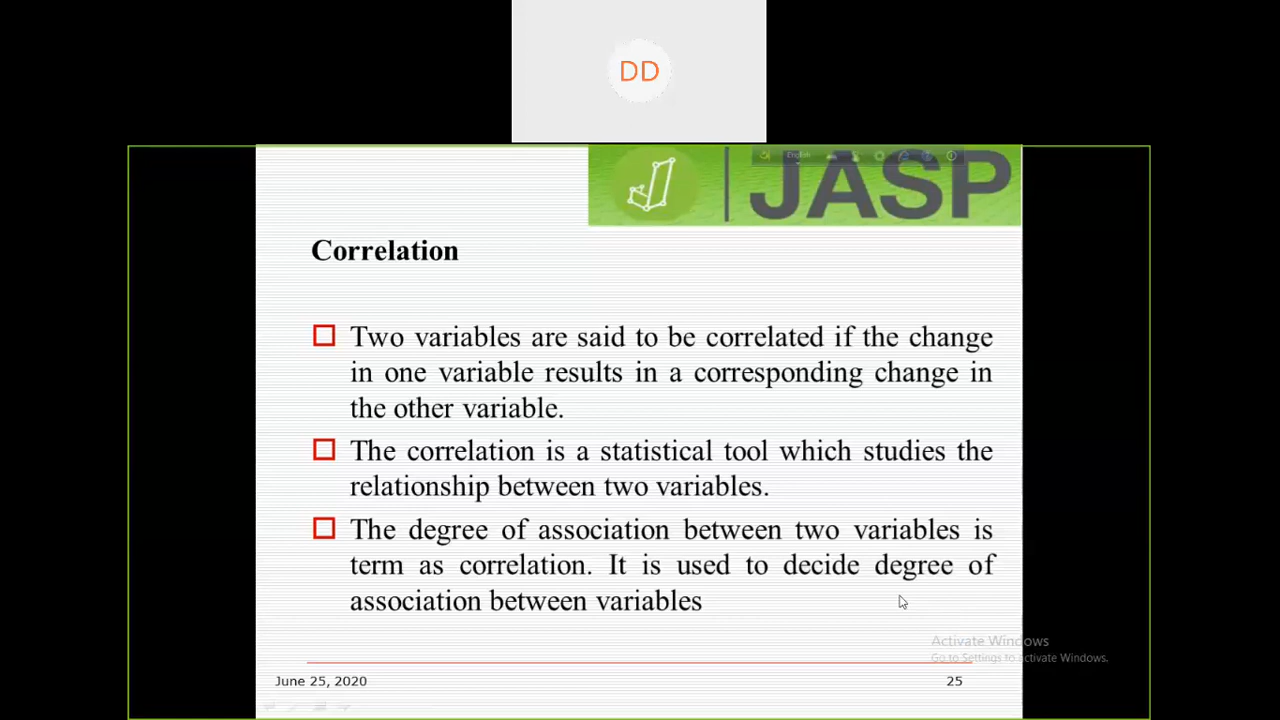 DD
English
JASP
Correlation
Two variables are said to be correlated if the change
in one variable results in a corresponding change in
the other variable.
The correlation is a statistical tool which studies the
relationship between two variables.
The degree of association between two variables is
term as correlation. It is used to decide degree of
association between variables
Activate Windows
Go to Settings to activate Windows.
June 25, 2020
25